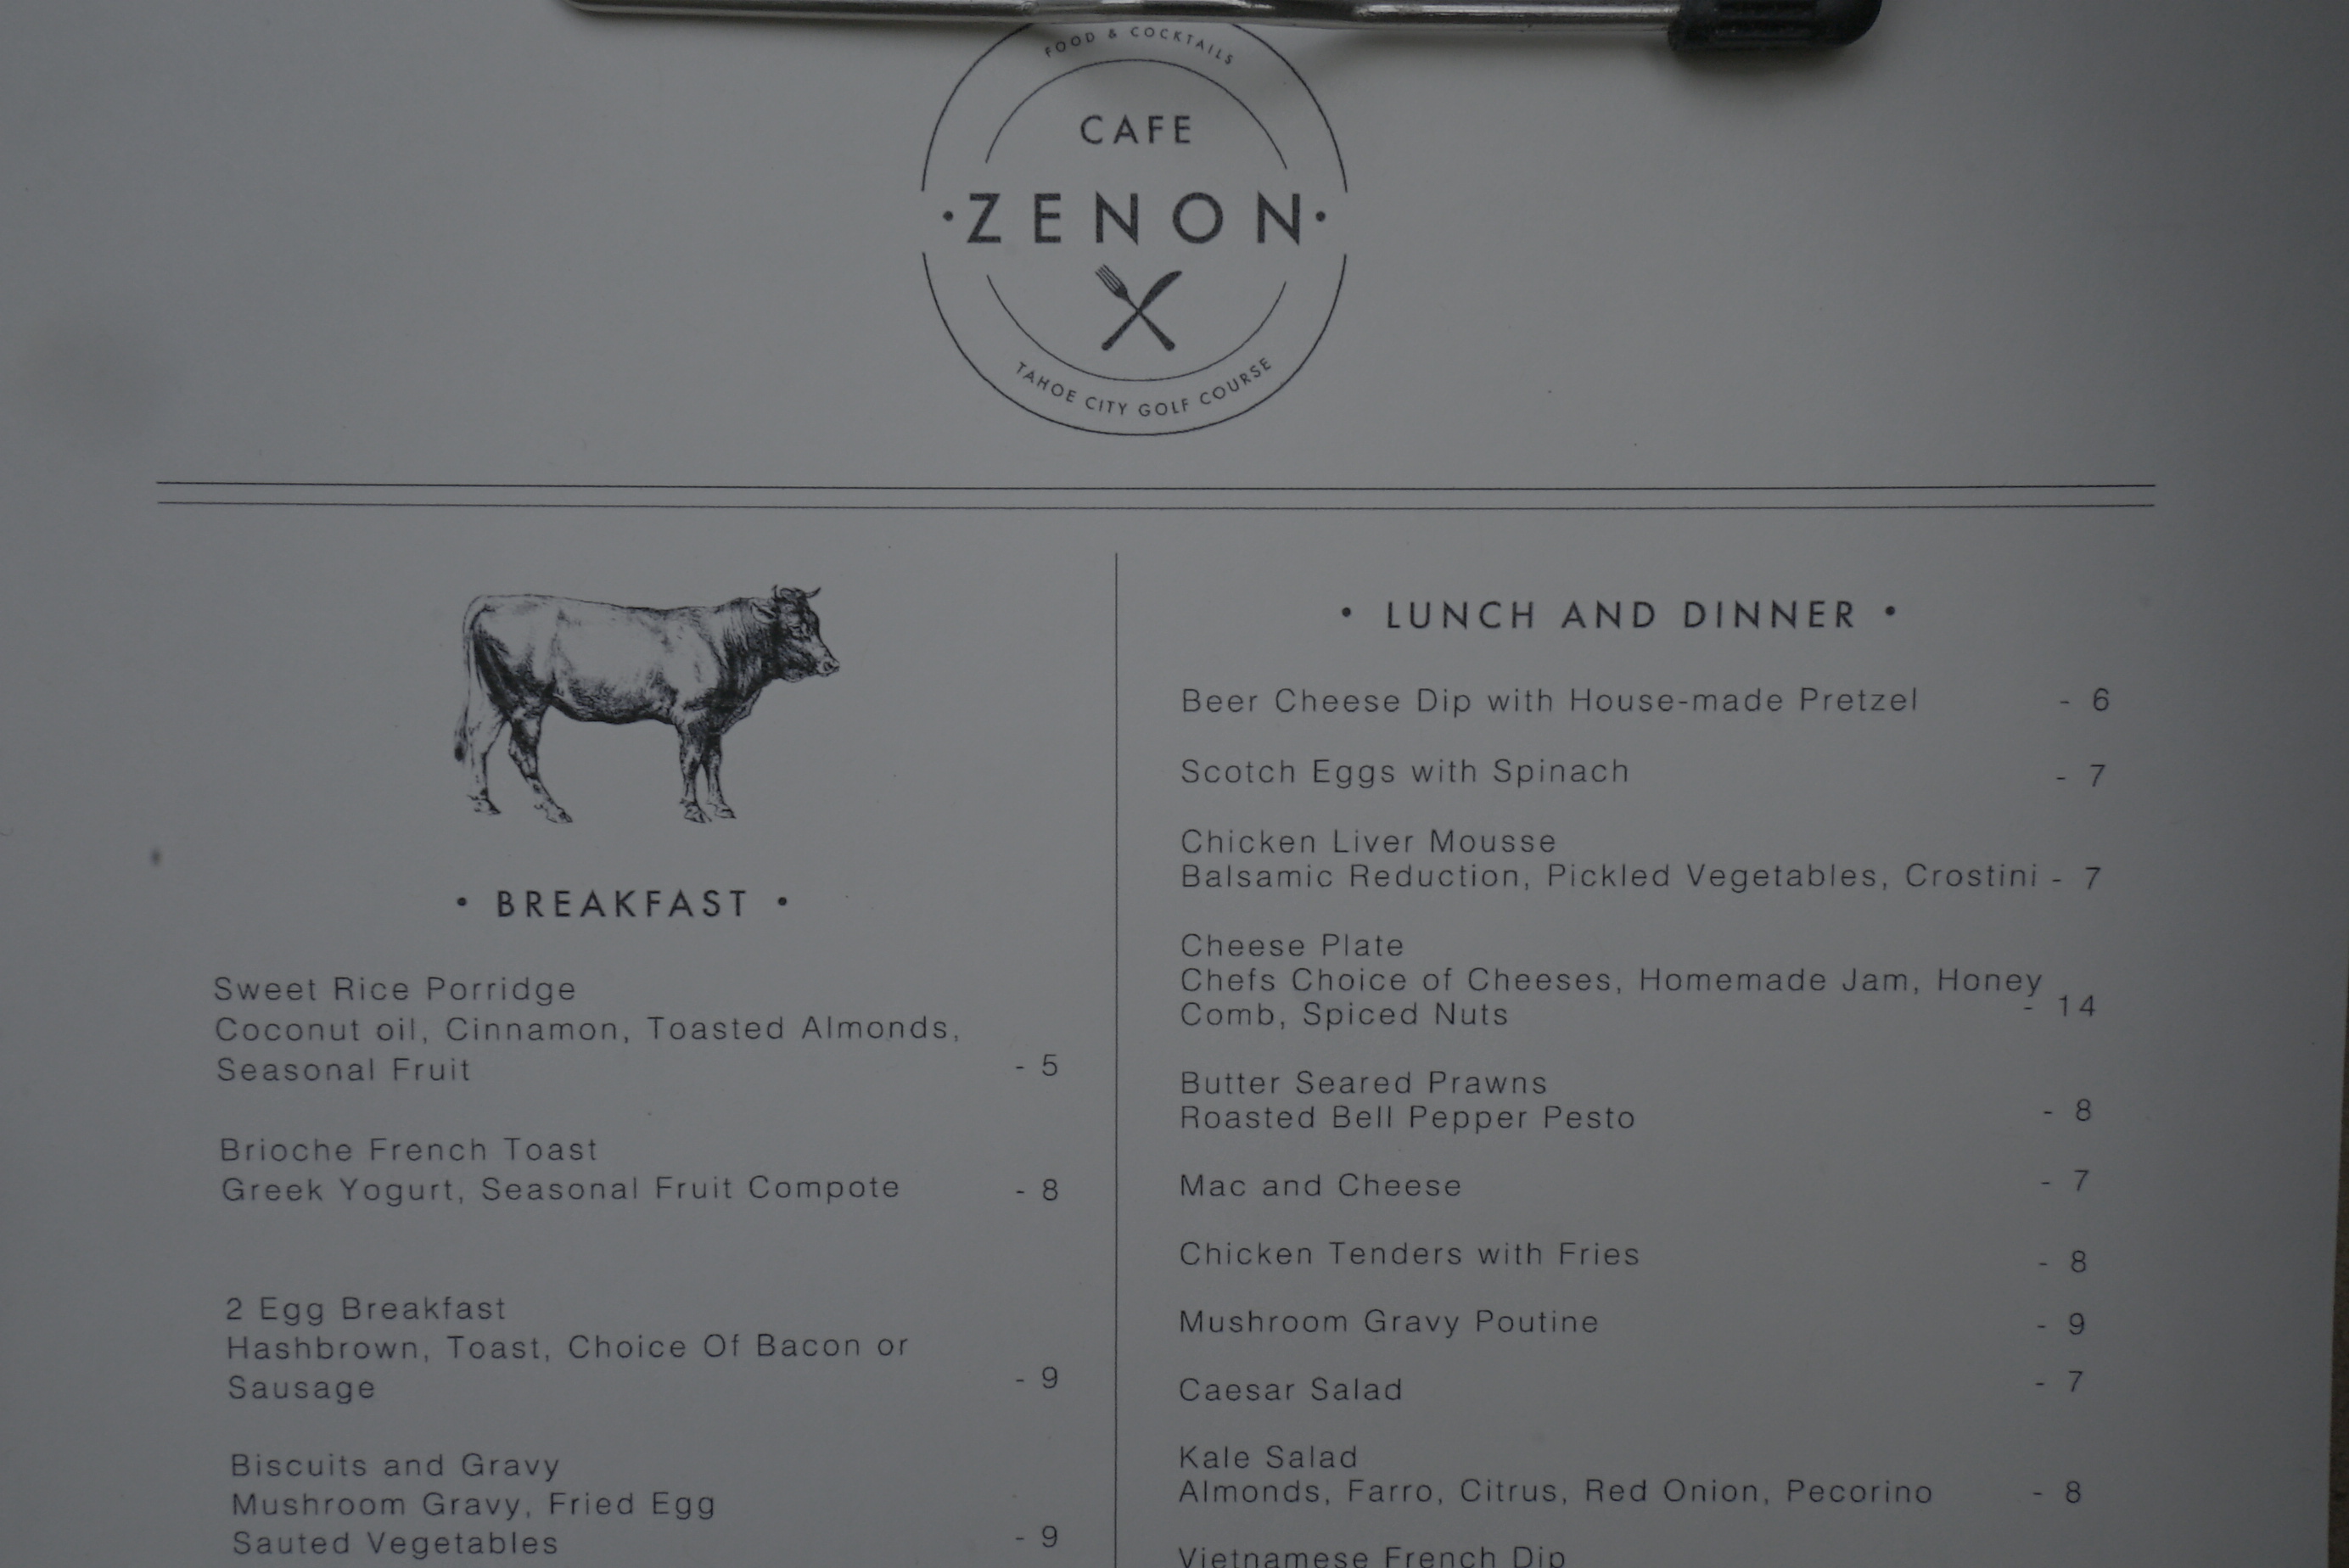 FOOD & COCKTAILS
CAFE
·ZENON·
TAHOE CITY GOLF COURSE
• BREAKFAST •
Sweet Rice Porridge
Coconut oil, Cinnamon, Toasted Almonds,
Seasonal Fruit - 5
Brioche French Toast
Greek Yogurt, Seasonal Fruit Compote - 8
2 Egg Breakfast
Hashbrown, Toast, Choice Of Bacon or
Sausage - 9
Biscuits and Gravy
Mushroom Gravy, Fried Egg
Sauted Vegetables - 9
• LUNCH AND DINNER •
Beer Cheese Dip with House-made Pretzel - 6
Scotch Eggs with Spinach - 7
Chicken Liver Mousse
Balsamic Reduction, Pickled Vegetables, Crostini - 7
Cheese Plate
Chefs Choice of Cheeses, Homemade Jam, Honey
Comb, Spiced Nuts - 14
Butter Seared Prawns
Roasted Bell Pepper Pesto - 8
Mac and Cheese - 7
Chicken Tenders with Fries - 8
Mushroom Gravy Poutine - 9
Caesar Salad - 7
Kale Salad
Almonds, Farro, Citrus, Red Onion, Pecorino - 8
Vietnamese French Dip